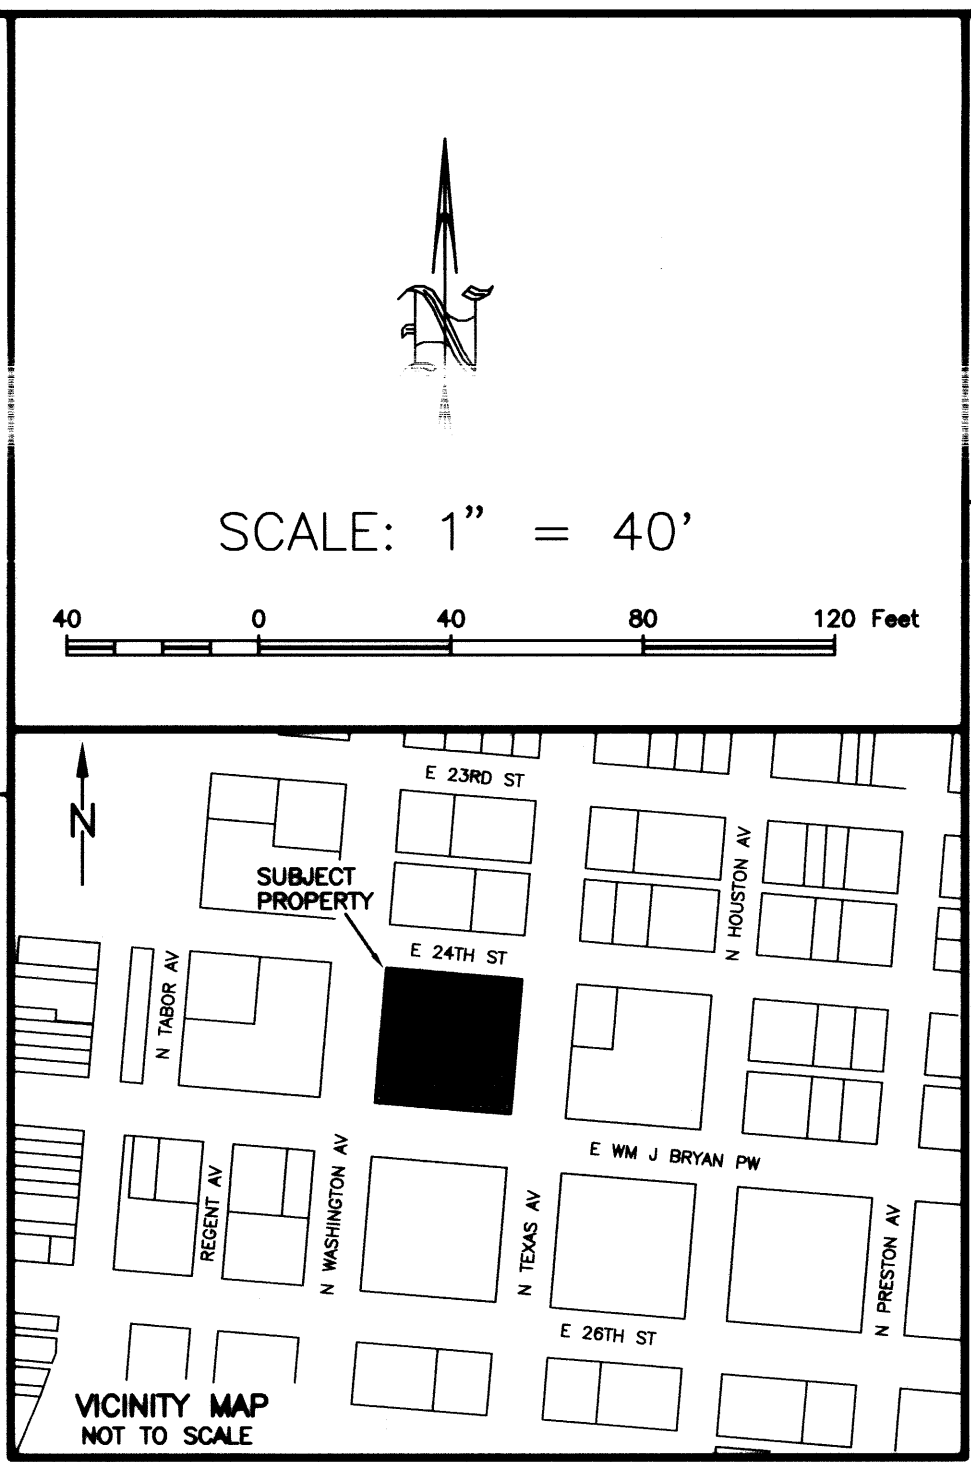 N
SCALE: 1" = 40'
40 0 40 80 120 Feet
E 23RD ST
N
SUBJECT
PROPERTY
N HOUSTON AV
E 24TH ST
N TABOR AV
E WM J BRYAN PW
REGENT AV
N WASHINGTON AV
N TEXAS AV
N PRESTON AV
E 26TH ST
VICINITY MAP
NOT TO SCALE